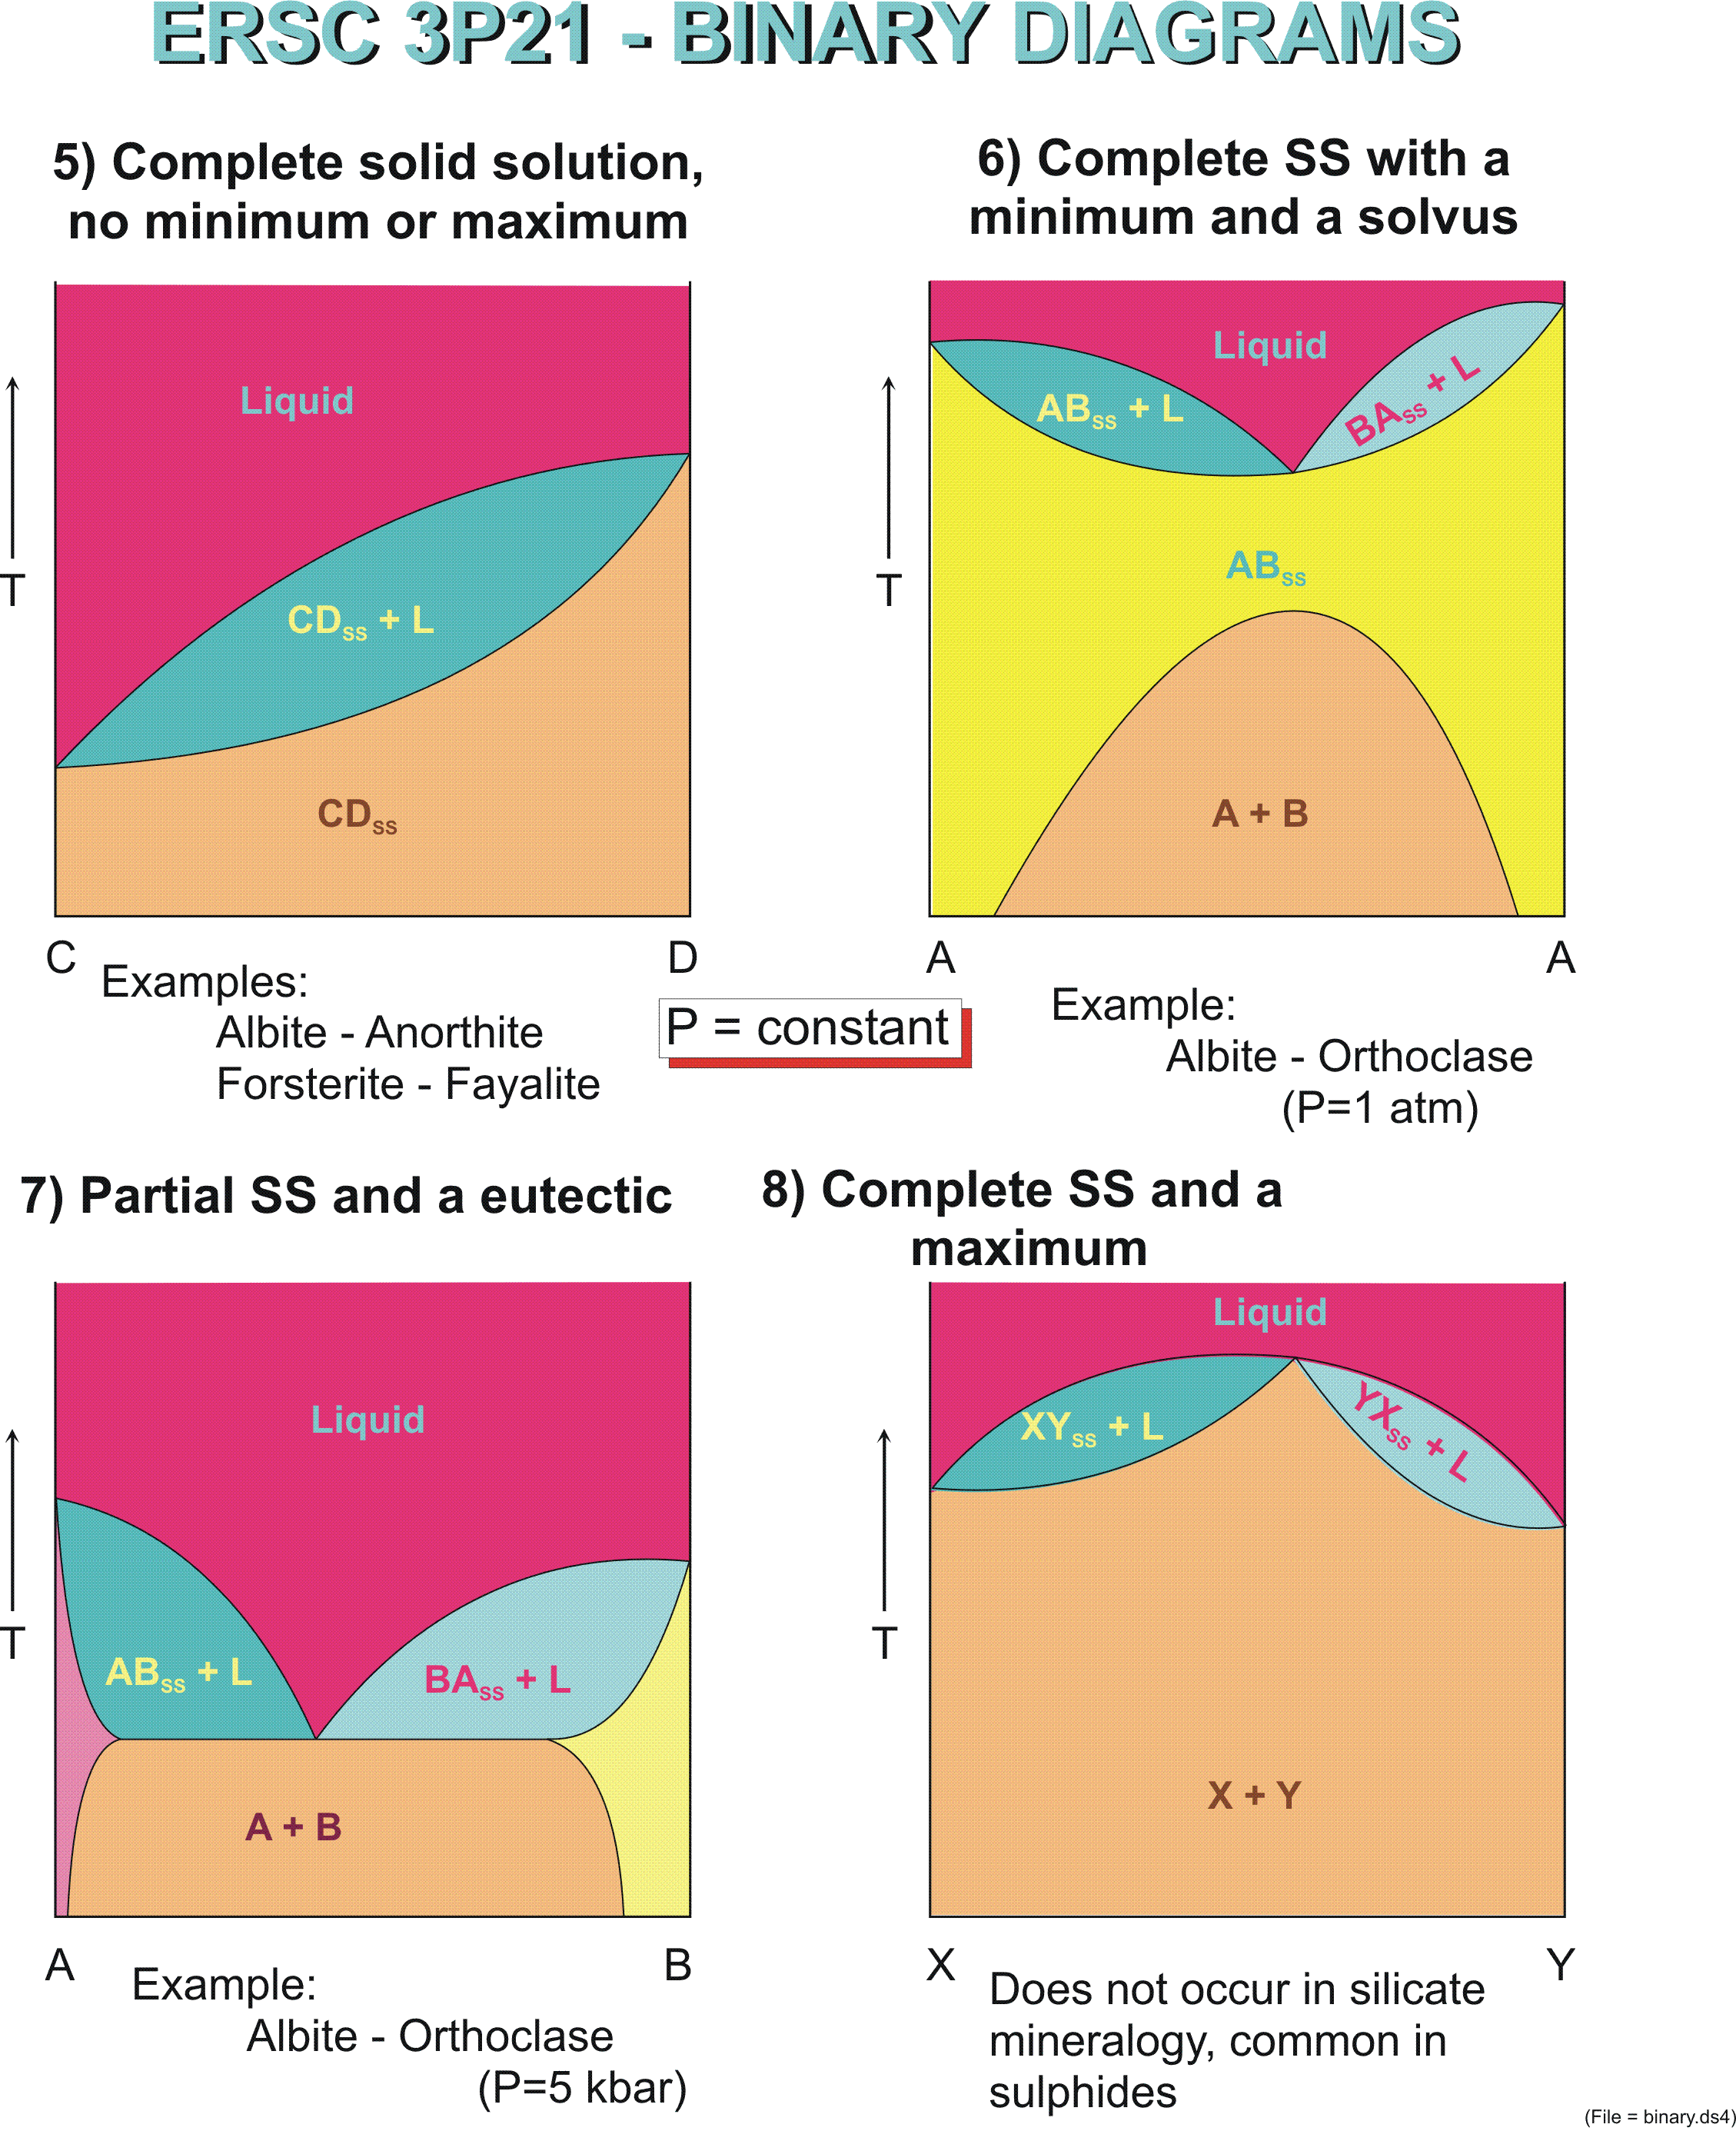 ERSC 3P21 - BINARY DIAGRAMS
5) Complete solid solution,
no minimum or maximum
Liquid
CDss + L
CDss
T
C
D
Examples:
Albite - Anorthite
Forsterite - Fayalite
6) Complete SS with a
minimum and a solvus
Liquid
ABss + L
BAss + L
ABss
A + B
T
A
A
Example:
Albite - Orthoclase
(P=1 atm)
P = constant
7) Partial SS and a eutectic
Liquid
ABss + L
BAss + L
A + B
T
A
B
Example:
Albite - Orthoclase
(P=5 kbar)
8) Complete SS and a
maximum
Liquid
XYss + L
YXss + L
X + Y
T
X
Y
Does not occur in silicate
mineralogy, common in
sulphides
(File = binary.ds4)